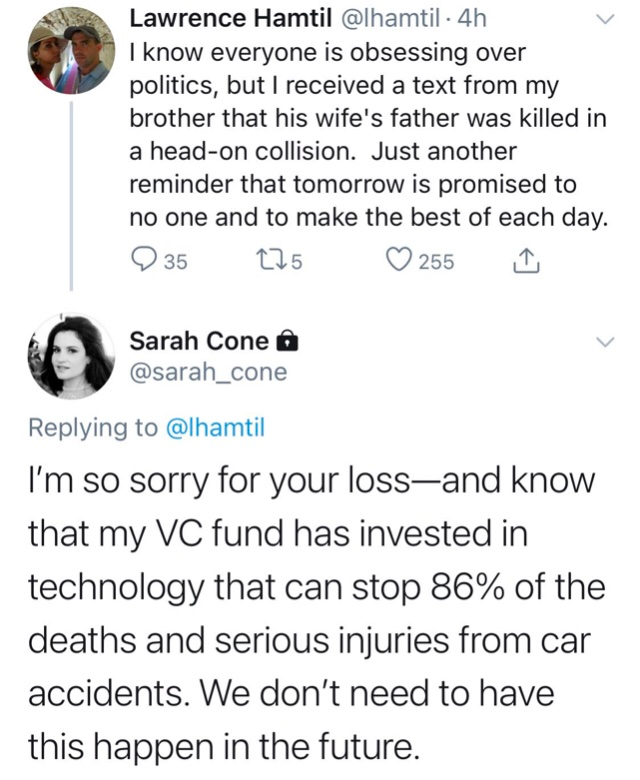 Lawrence Hamtil @lhamtil · 4h
I know everyone is obsessing over
politics, but I received a text from my
brother that his wife's father was killed in
a head-on collision.  Just another
reminder that tomorrow is promised to
no one and to make the best of each day.
35 5 255
Sarah Cone
@sarah_cone
Replying to @lhamtil
I’m so sorry for your loss—and know
that my VC fund has invested in
technology that can stop 86% of the
deaths and serious injuries from car
accidents. We don’t need to have
this happen in the future.